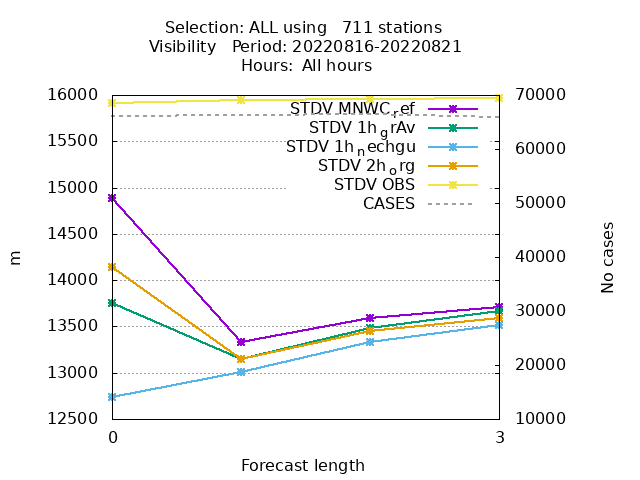 Selection: ALL using 711 stations
Visibility Period: 20220816-20220821
Hours: All hours
16000
15500
15000
14500
14000
13500
13000
12500
70000
60000
50000
40000
30000
20000
10000
STDV MNWC_ref
STDV 1h_grAv
STDV 1h_nechgu
STDV 2h_org
STDV OBS
CASES
m
No cases
0
3
Forecast length